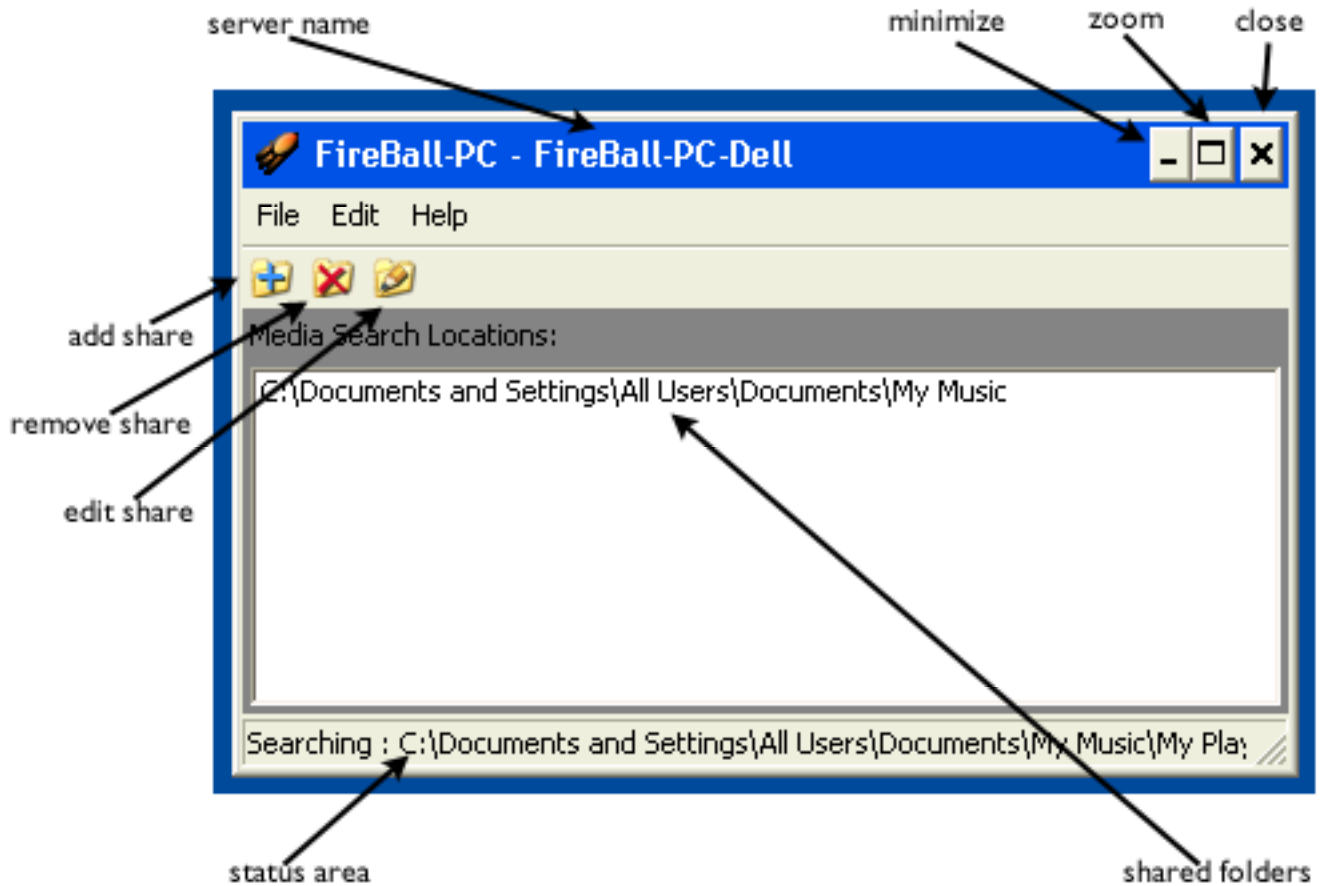 server name
minimize
zoom
close
FireBall-PC - FireBall-PC-Dell
File Edit Help
add share
Media Search Locations:
C:\Documents and Settings\All Users\Documents\My Music
remove share
edit share
Searching : C:\Documents and Settings\All Users\Documents\My Music\My Play
status area
shared folders